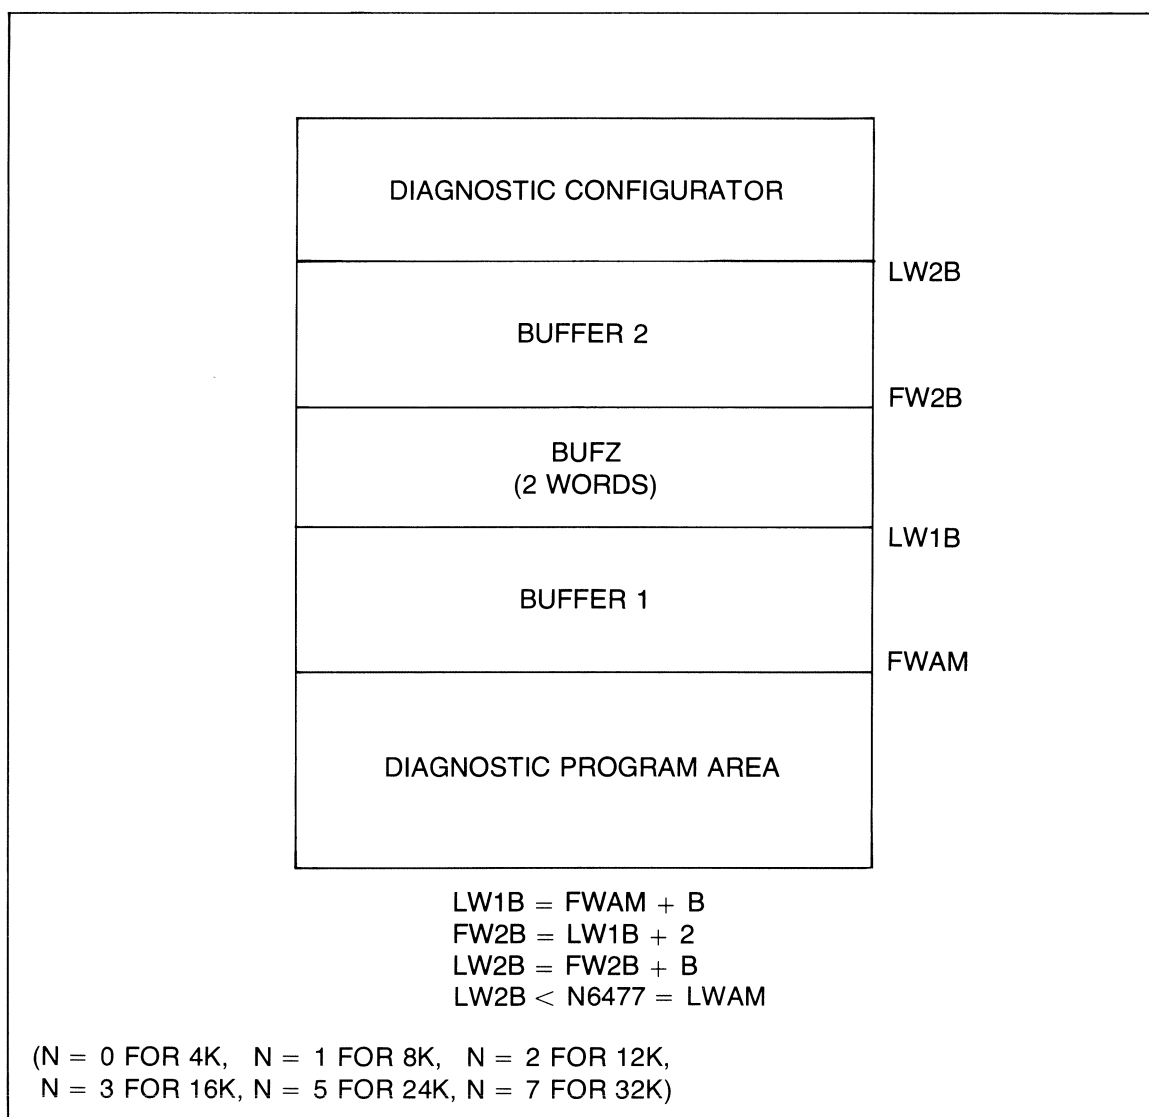 DIAGNOSTIC CONFIGURATOR
LW2B
BUFFER 2
FW2B
BUFZ
(2 WORDS)
LW1B
BUFFER 1
FWAM
DIAGNOSTIC PROGRAM AREA
LW1B = FWAM + B
FW2B = LW1B + 2
LW2B = FW2B + B
LW2B < N6477 = LWAM
(N = 0 FOR 4K, N = 1 FOR 8K, N = 2 FOR 12K,
N = 3 FOR 16K, N = 5 FOR 24K, N = 7 FOR 32K)